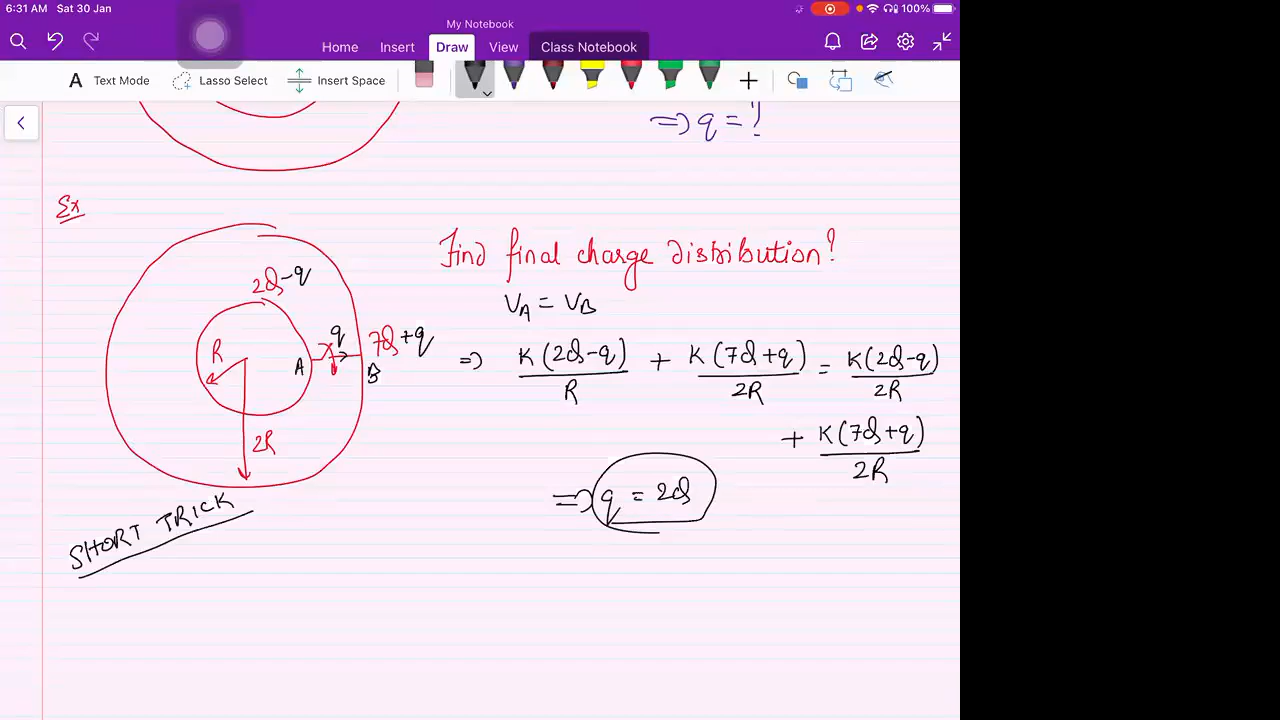 6:31 AM Sat 30 Jan
100%
My Notebook
Home Insert Draw View Class Notebook
A Text Mode Lasso Select Insert Space
=> q = ?
Ex
Find final charge distribution?
2Q-q
V_A = V_B
R
A
q
7Q+q
B
2R
=> K(2Q-q)/R + K(7Q+q)/2R = K(2Q-q)/2R
+ K(7Q+q)/2R
=> q = 2Q
SHORT TRICK